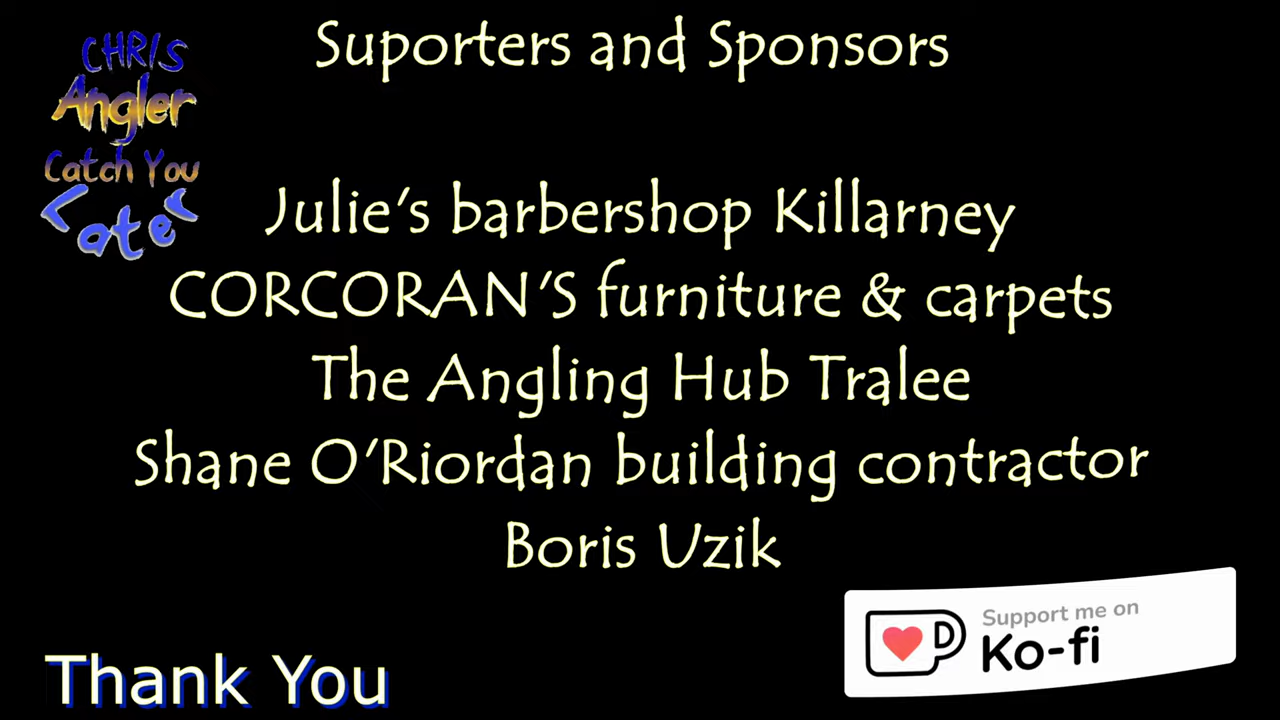 Suporters and Sponsors
CHRIS
Angler
Catch You
Later
Julie's barbershop Killarney
CORCORAN'S furniture & carpets
The Angling Hub Tralee
Shane O'Riordan building contractor
Boris Uzik
Support me on
Ko-fi
Thank You